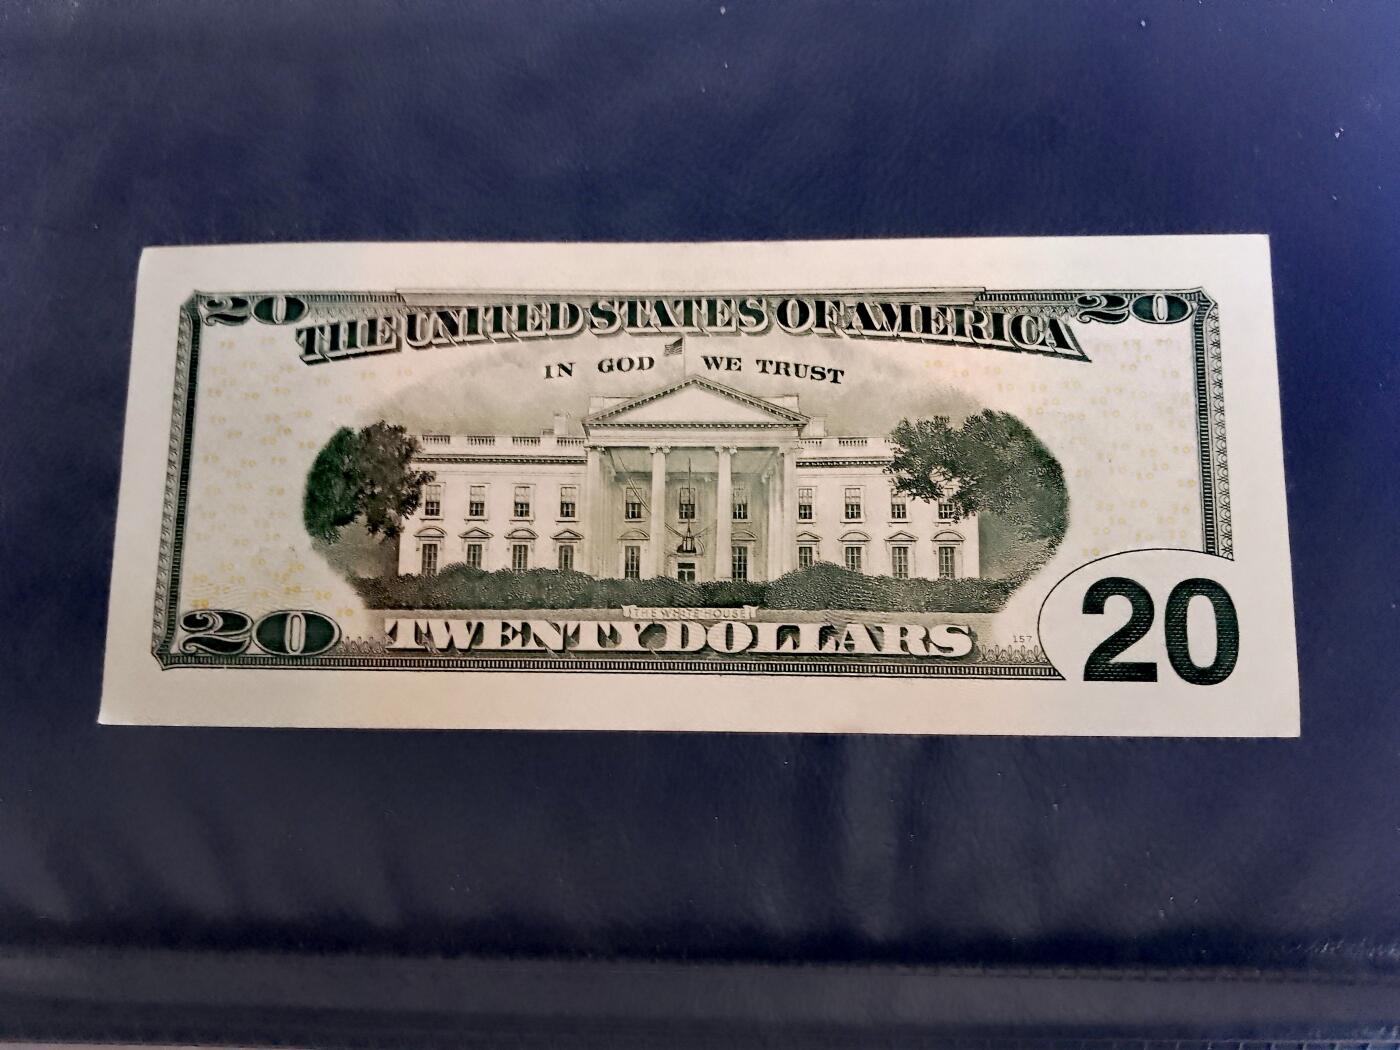 20 THE UNITED STATES OF AMERICA 20
IN GOD WE TRUST
THE WHITE HOUSE
20 TWENTY DOLLARS 157 20